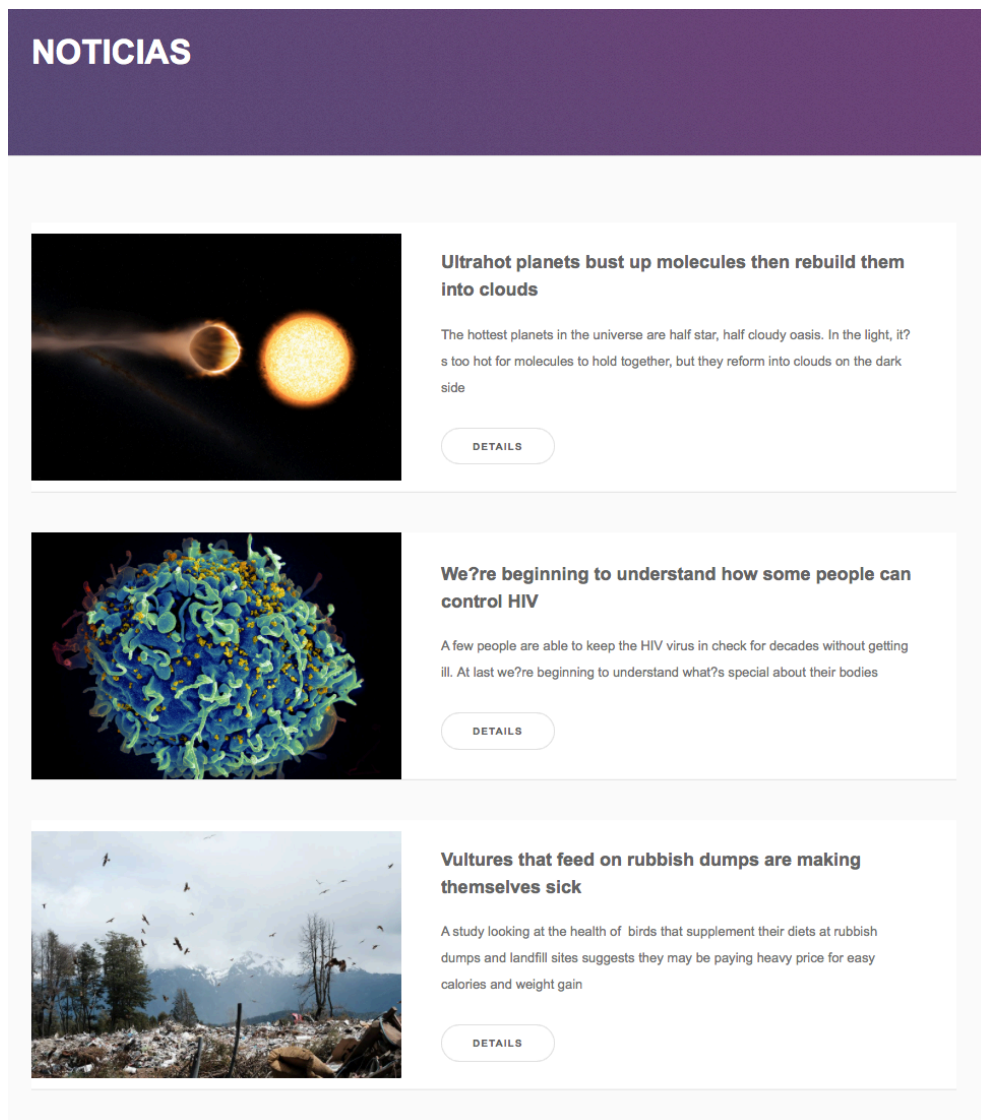 NOTICIAS
Ultrahot planets bust up molecules then rebuild them
into clouds
The hottest planets in the universe are half star, half cloudy oasis. In the light, it?
s too hot for molecules to hold together, but they reform into clouds on the dark
side
DETAILS
We?re beginning to understand how some people can
control HIV
A few people are able to keep the HIV virus in check for decades without getting
ill. At last we?re beginning to understand what?s special about their bodies
DETAILS
Vultures that feed on rubbish dumps are making
themselves sick
A study looking at the health of  birds that supplement their diets at rubbish
dumps and landfill sites suggests they may be paying heavy price for easy
calories and weight gain
DETAILS